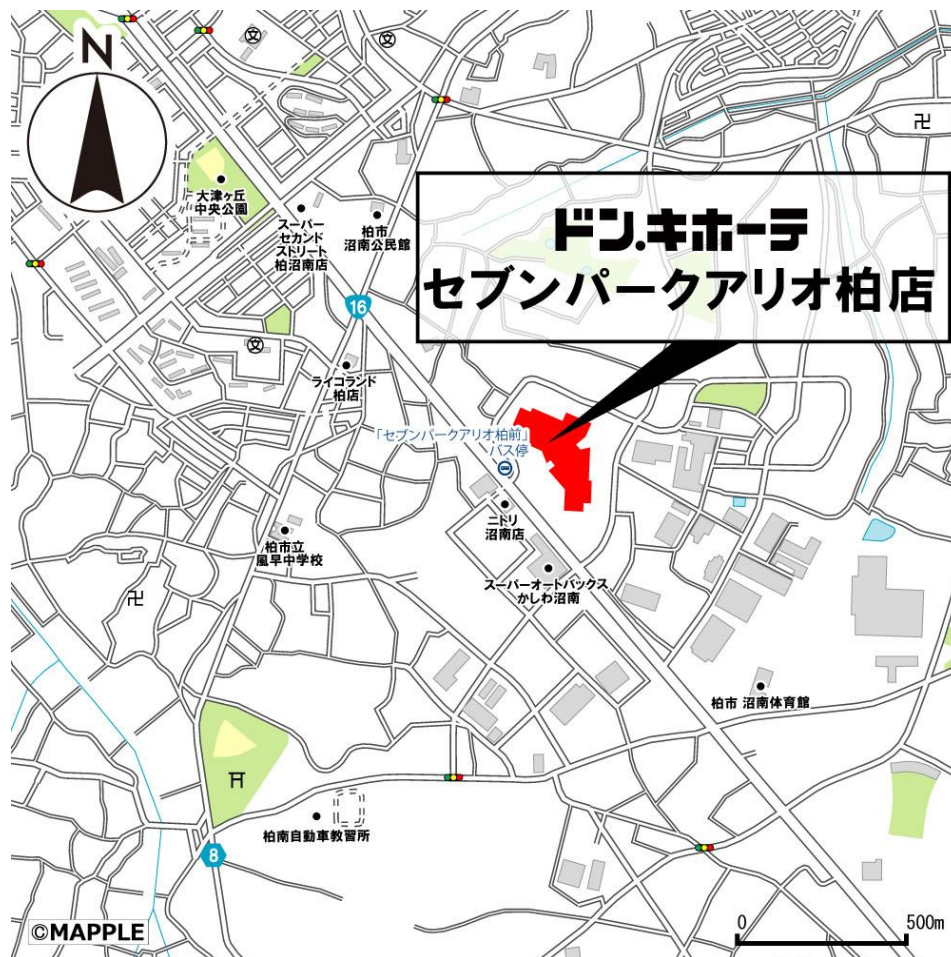 N
文
文
卍
大津ヶ丘
中央公園
スーパー
セカンド
ストリート
柏沼南店
柏市
沼南公民館
ドン.キホーテ
セブンパークアリオ柏店
16
文
ライコランド
柏店
「セブンパークアリオ柏前」
バス停
ニトリ
沼南店
柏市立
風早中学校
スーパーオートバックス
かしわ沼南
卍
柏市 沼南体育館
柏南自動車教習所
8
©MAPPLE
0 500m